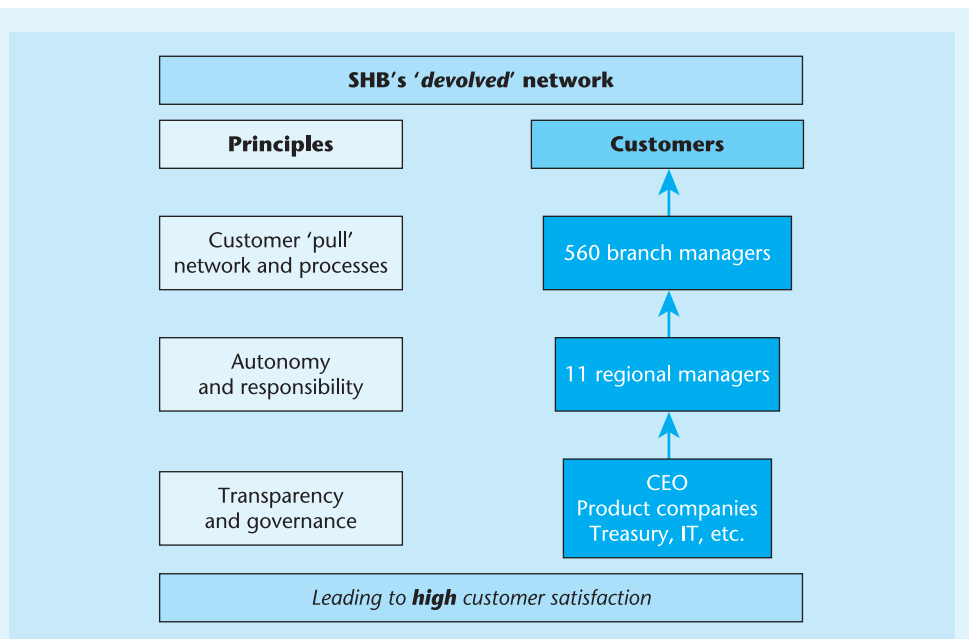 SHB's 'devolved' network
Principles
Customers
Customer 'pull'
network and processes
560 branch managers
Autonomy
and responsibility
11 regional managers
Transparency
and governance
CEO
Product companies
Treasury, IT, etc.
Leading to high customer satisfaction